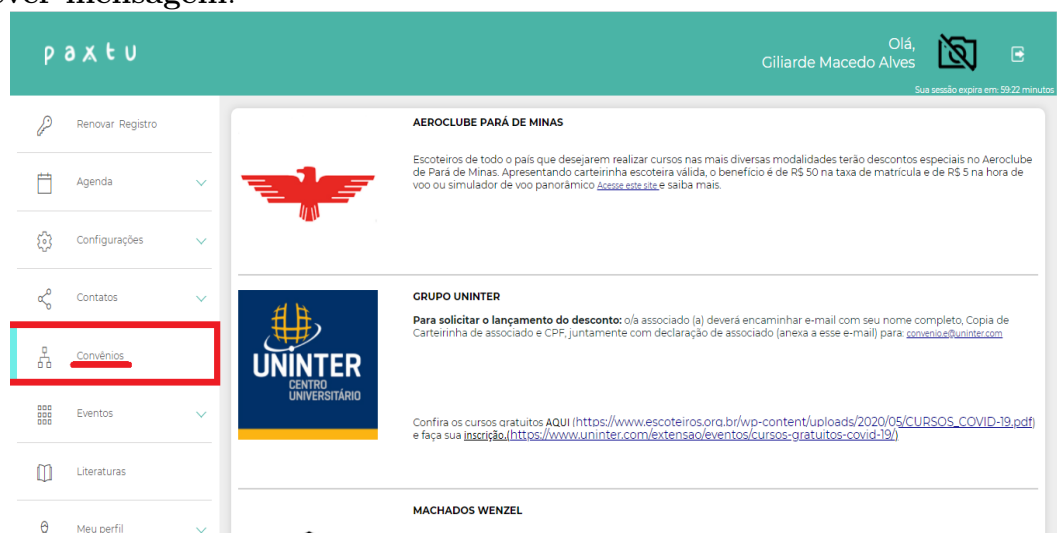 ver mensagem.
paxtu
Olá,
Giliarde Macedo Alves
Sua sessão expira em: 59:22 minutos
Renovar Registro
Agenda
Configurações
Contatos
Convênios
Eventos
Literaturas
Meu perfil
AEROCLUBE PARÁ DE MINAS
Escoteiros de todo o país que desejarem realizar cursos nas mais diversas modalidades terão descontos especiais no Aeroclube
de Pará de Minas. Apresentando carteirinha escoteira válida, o benefício é de R$ 50 na taxa de matrícula e de R$ 5 na hora de
voo ou simulador de voo panorâmico Acesse este site e saiba mais.
UNINTER
CENTRO
UNIVERSITÁRIO
GRUPO UNINTER
Para solicitar o lançamento do desconto: o/a associado (a) deverá encaminhar e-mail com seu nome completo, Copia de
Carteirinha de associado e CPF, juntamente com declaração de associado (anexa a esse e-mail) para: convenio.e@uninter.com
Confira os cursos gratuitos AQUI (https://www.escoteiros.org.br/wp-content/uploads/2020/05/CURSOS_COVID-19.pdf)
e faça sua inscrição.(https://www.uninter.com/extensao/eventos/cursos-gratuitos-covid-19/)
MACHADOS WENZEL